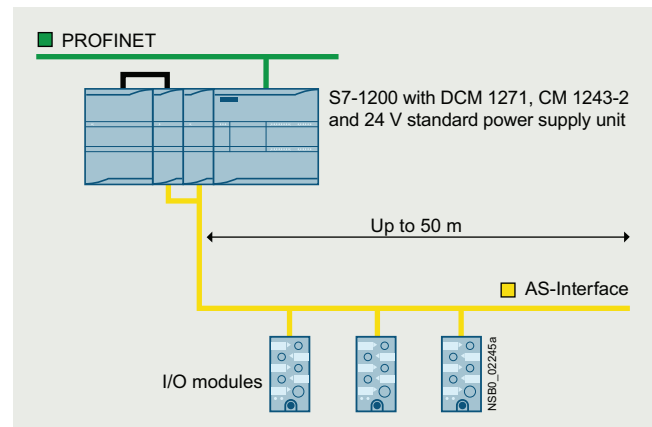 PROFINET
S7-1200 with DCM 1271, CM 1243-2
and 24 V standard power supply unit
Up to 50 m
AS-Interface
I/O modules
NSB0_02245a